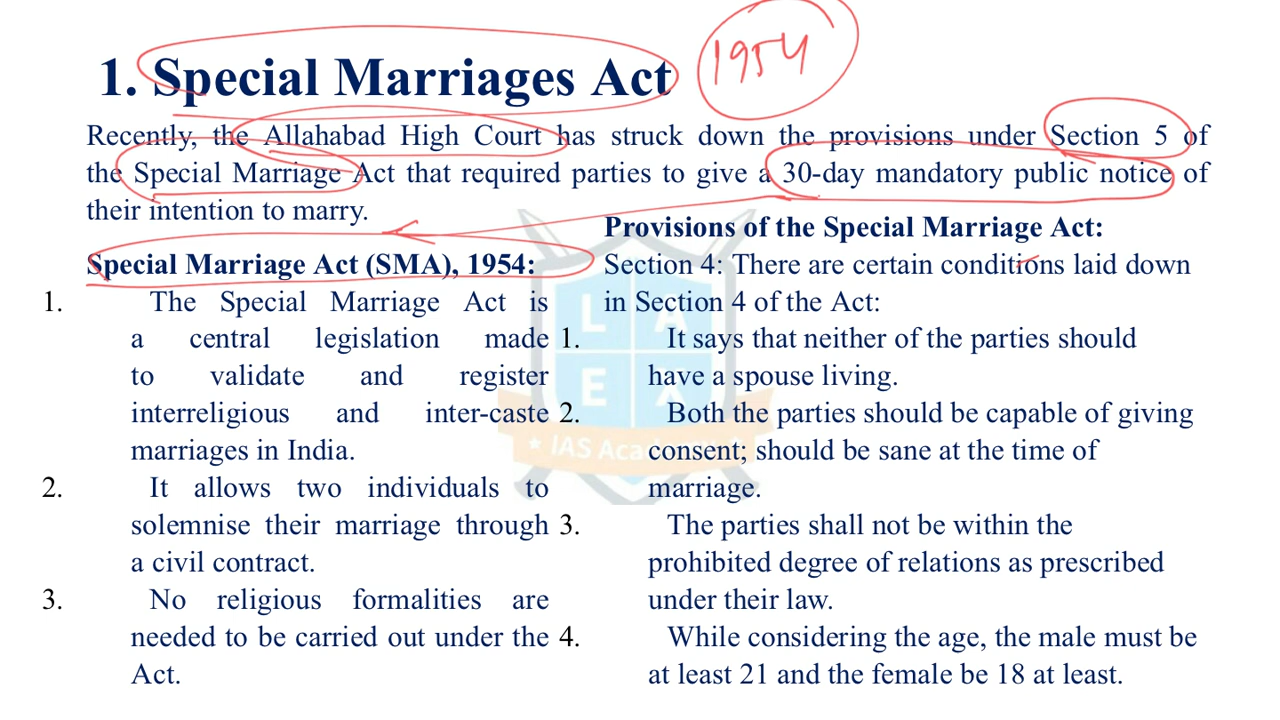 1. Special Marriages Act
1954
Recently, the Allahabad High Court has struck down the provisions under Section 5 of
the Special Marriage Act that required parties to give a 30-day mandatory public notice of
their intention to marry.
Special Marriage Act (SMA), 1954:
1. The Special Marriage Act is
a central legislation made
to validate and register
interreligious and inter-caste
marriages in India.
2. It allows two individuals to
solemnise their marriage through
a civil contract.
3. No religious formalities are
needed to be carried out under the
Act.
Provisions of the Special Marriage Act:
Section 4: There are certain conditions laid down
in Section 4 of the Act:
1. It says that neither of the parties should
have a spouse living.
2. Both the parties should be capable of giving
consent; should be sane at the time of
marriage.
3. The parties shall not be within the
prohibited degree of relations as prescribed
under their law.
4. While considering the age, the male must be
at least 21 and the female be 18 at least.
L A
E X
IAS Aca